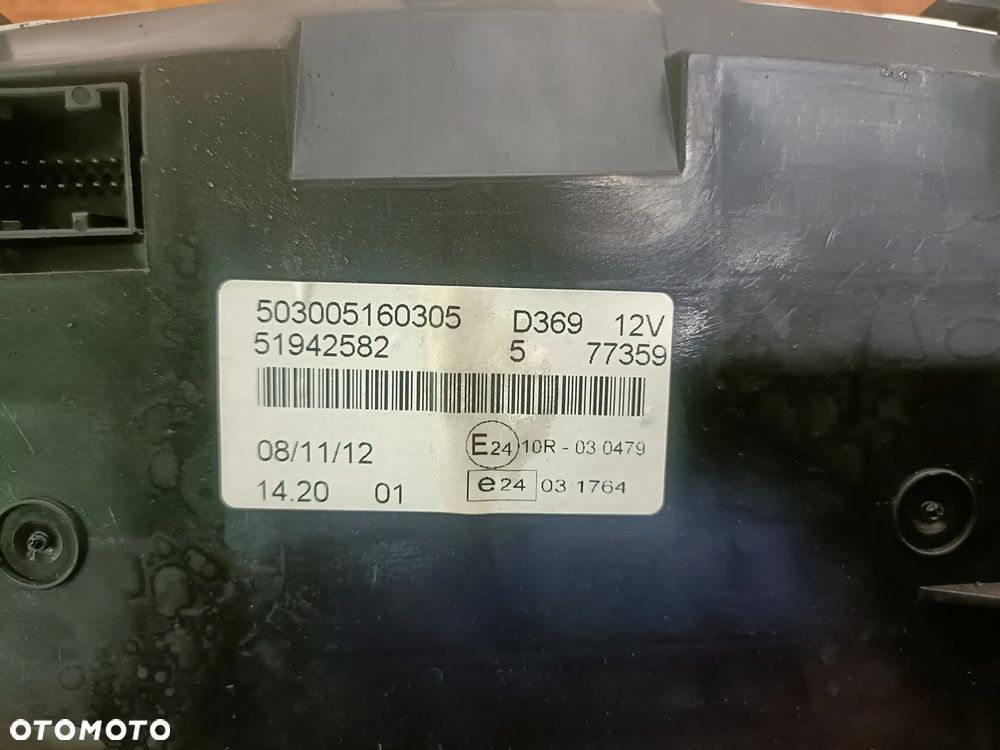 503005160305 D369 12V
51942582 5 77359
08/11/12 E24 10R - 03 0479
14.20 01 e24 03 1764
OTOMOTO